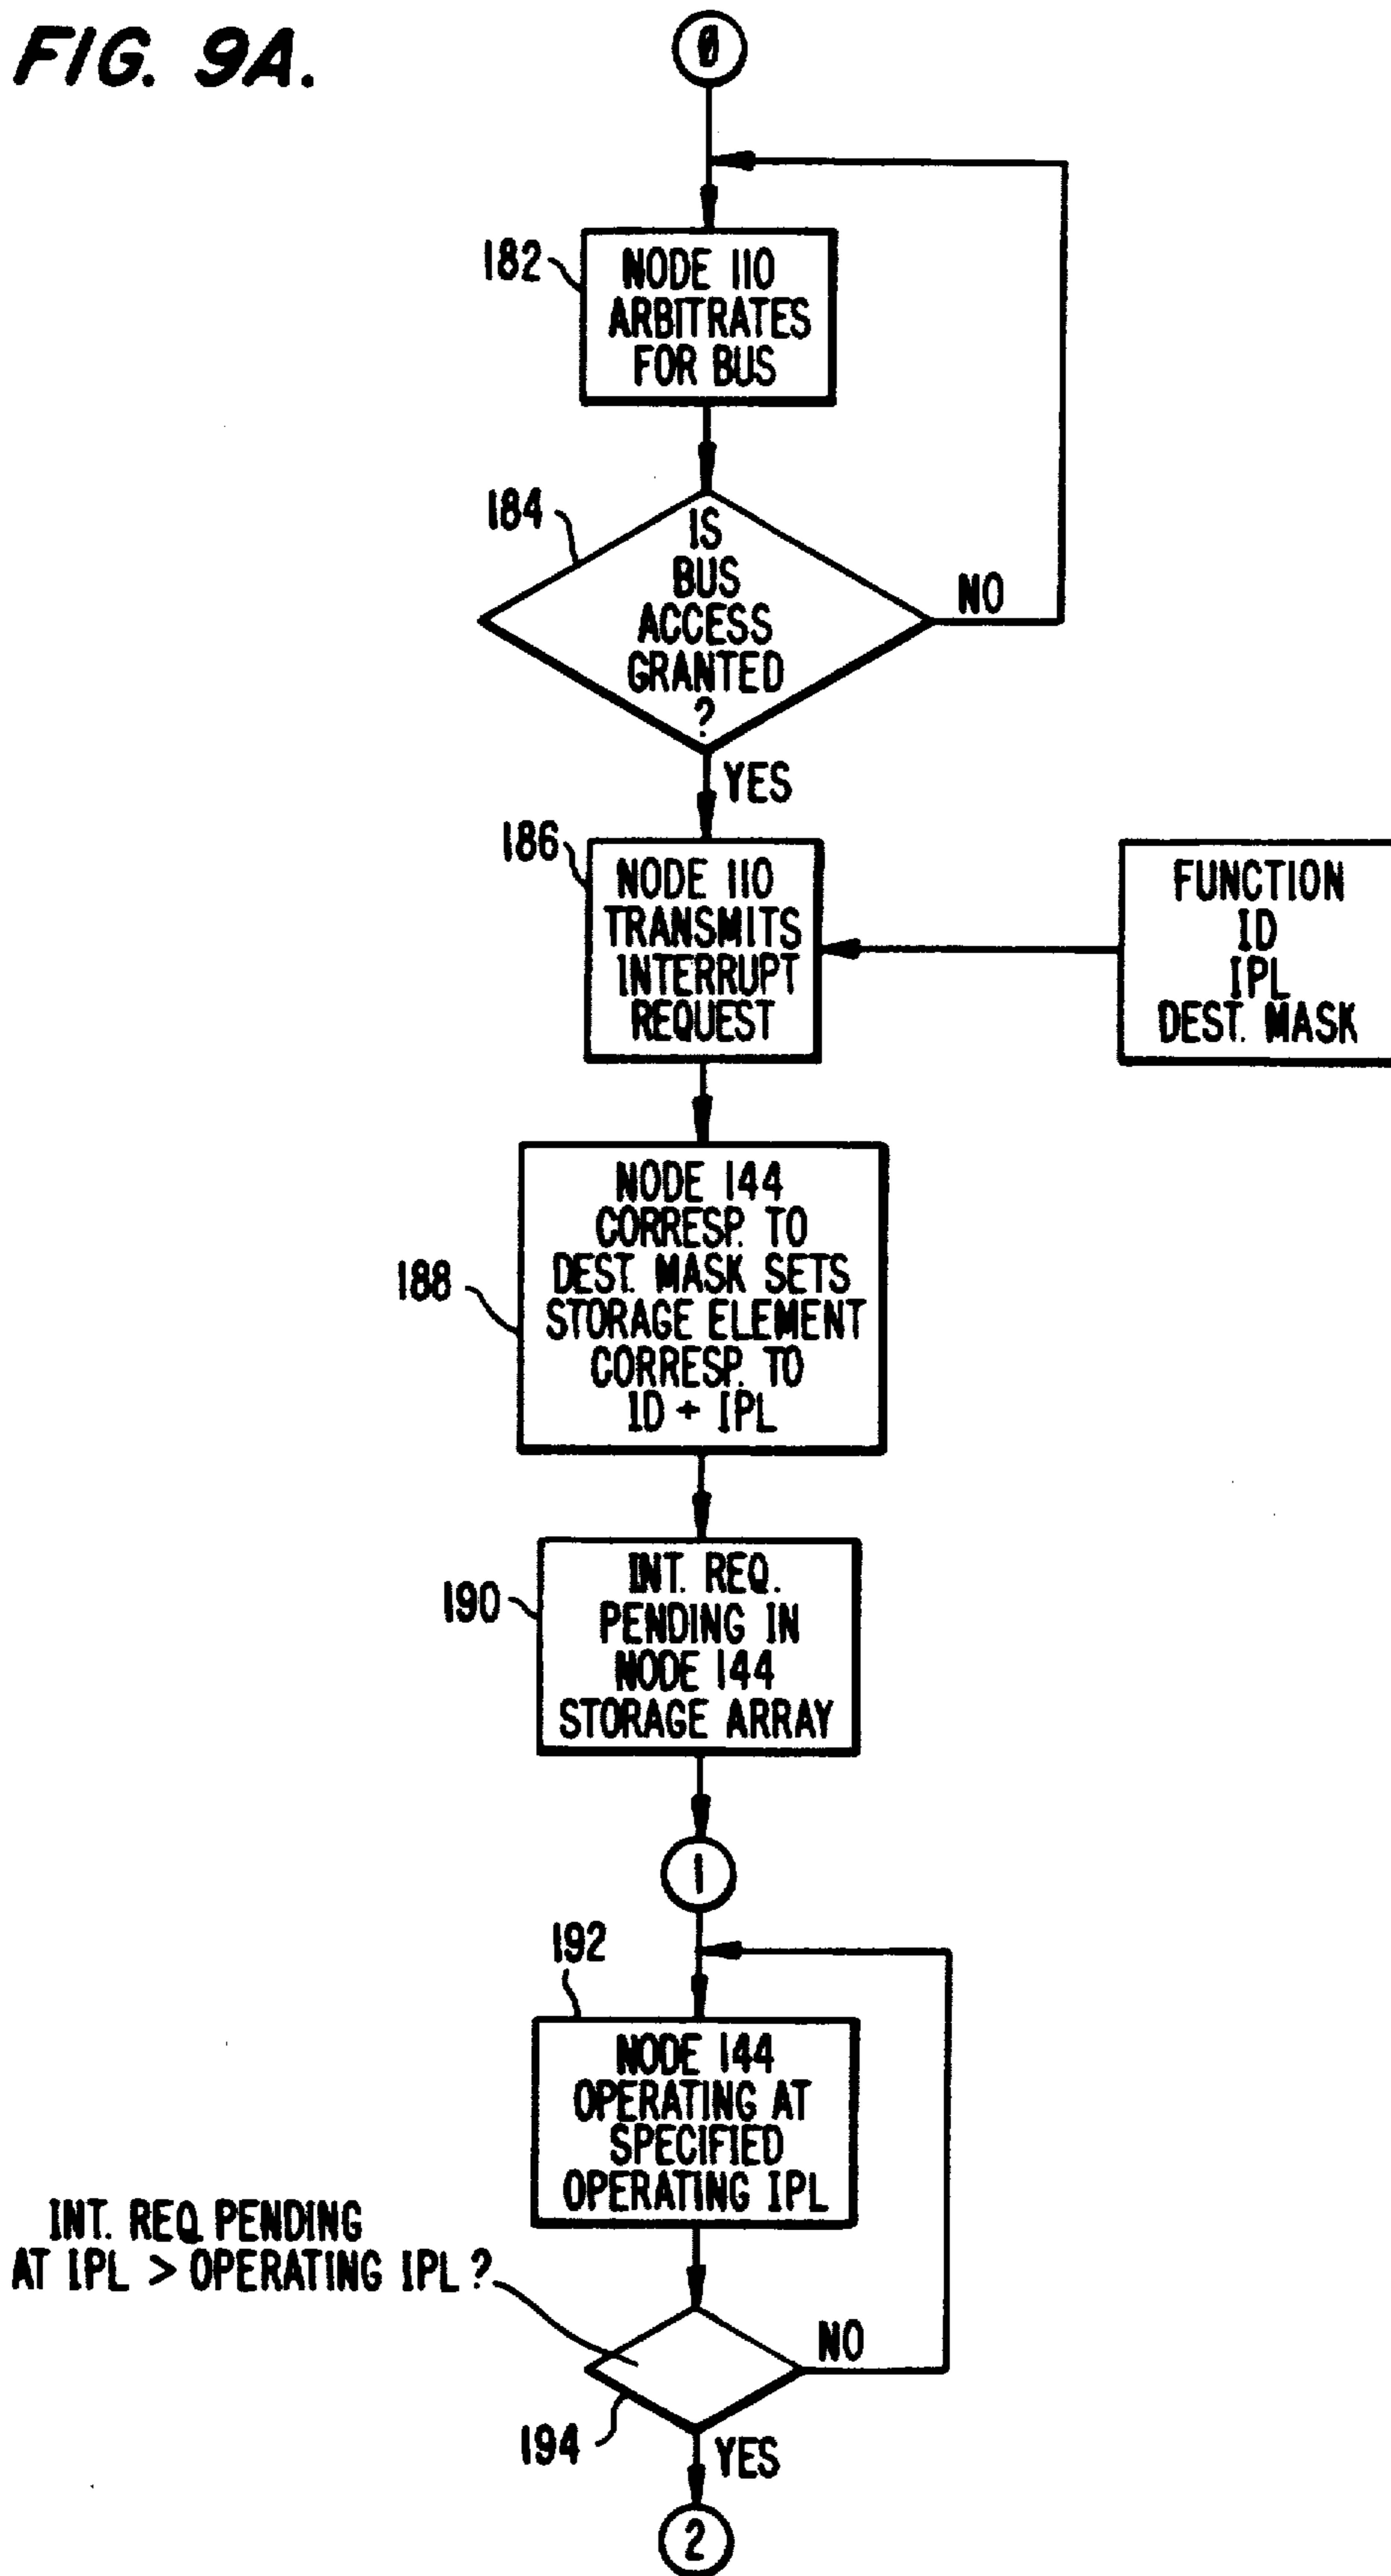 FIG. 9A.
0
182
NODE 110
ARBITRATES
FOR BUS
184
IS
BUS
ACCESS
GRANTED
?
NO
YES
186
NODE 110
TRANSMITS
INTERRUPT
REQUEST
FUNCTION
ID
IPL
DEST. MASK
188
NODE 144
CORRESP. TO
DEST. MASK SETS
STORAGE ELEMENT
CORRESP. TO
ID + IPL
190
INT. REQ.
PENDING IN
NODE 144
STORAGE ARRAY
1
192
NODE 144
OPERATING AT
SPECIFIED
OPERATING IPL
INT. REQ. PENDING
AT IPL > OPERATING IPL ?
NO
194
YES
2